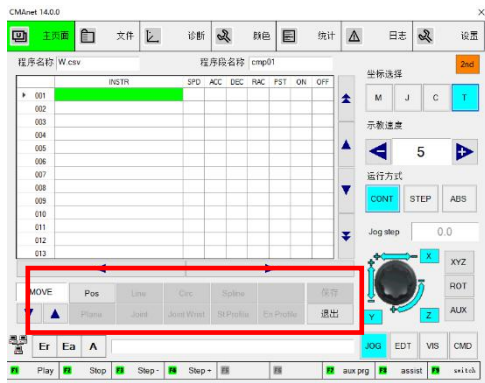 CMAnet 14.0.0 ×
主页面 文件 诊断 颜色 统计 日志 设置
程序名称 W.csv 程序段名称 cmp01 2nd
INSTR SPD ACC DEC RAC PST ON OFF
001
002
003
004
005
006
007
008
009
010
011
012
013
坐标选择
M J C T
示教速度
5
运行方式
CONT STEP ABS
Jog step 0.0
X XYZ
ROT
Y Z AUX
MOVE Pos Line Circ Spline 保存
Plane Joint Joint Wrist St Profile En Profile 退出
Er Ea Λ JOG EDT VIS CMD
F1 Play F2 Stop F3 Step- F4 Step+ F5 F6 F7 aux prg F8 assist F9 switch